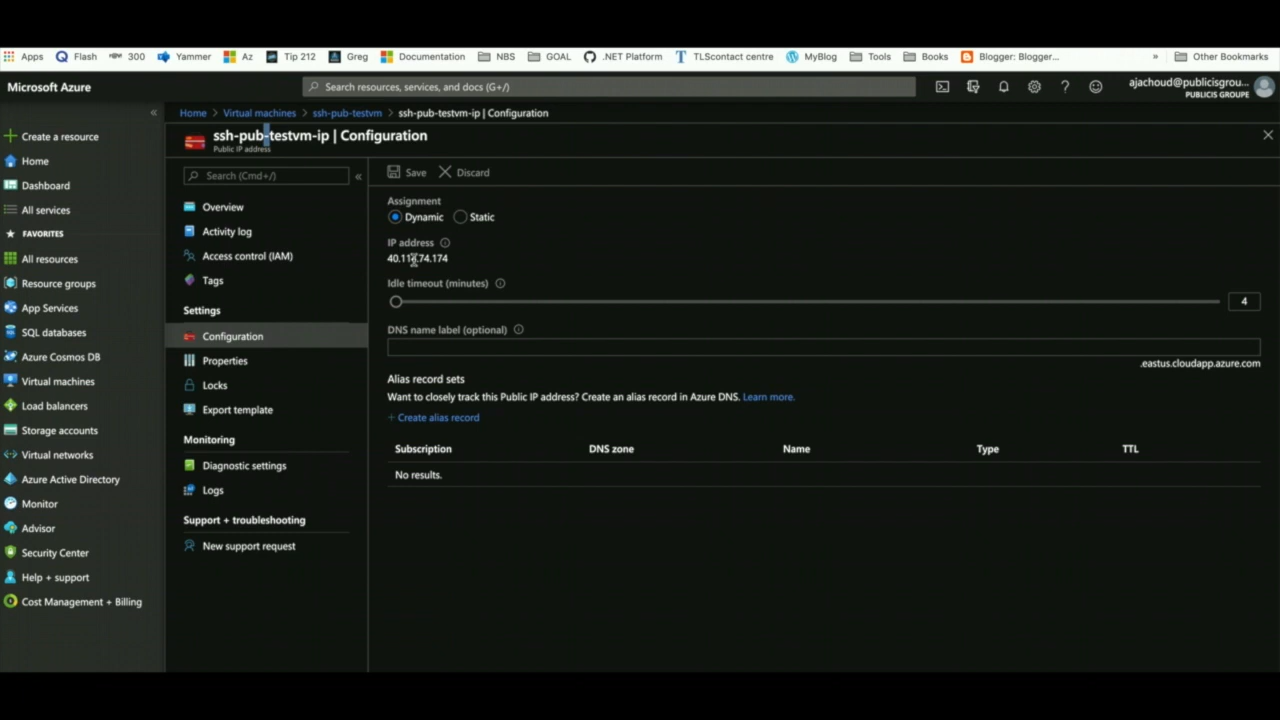 Apps Flash 300 Yammer Az Tip 212 Greg Documentation NBS GOAL .NET Platform TLScontact centre MyBlog Tools Books Blogger: Blogger... » Other Bookmarks
Microsoft Azure
Search resources, services, and docs (G+/)
ajachoud@publicisgrou...
PUBLICIS GROUPE
«
Create a resource
Home
Dashboard
All services
FAVORITES
All resources
Resource groups
App Services
SQL databases
Azure Cosmos DB
Virtual machines
Load balancers
Storage accounts
Virtual networks
Azure Active Directory
Monitor
Advisor
Security Center
Help + support
Cost Management + Billing
Home > Virtual machines > ssh-pub-testvm > ssh-pub-testvm-ip | Configuration
ssh-pub-testvm-ip | Configuration
Public IP address
Search (Cmd+/) «
Overview
Activity log
Access control (IAM)
Tags
Settings
Configuration
Properties
Locks
Export template
Monitoring
Diagnostic settings
Logs
Support + troubleshooting
New support request
Save Discard
Assignment
Dynamic Static
IP address
Idle timeout (minutes)
4
DNS name label (optional)
.eastus.cloudapp.azure.com
Alias record sets
Want to closely track this Public IP address? Create an alias record in Azure DNS. Learn more.
+ Create alias record
Subscription DNS zone Name Type TTL
No results.